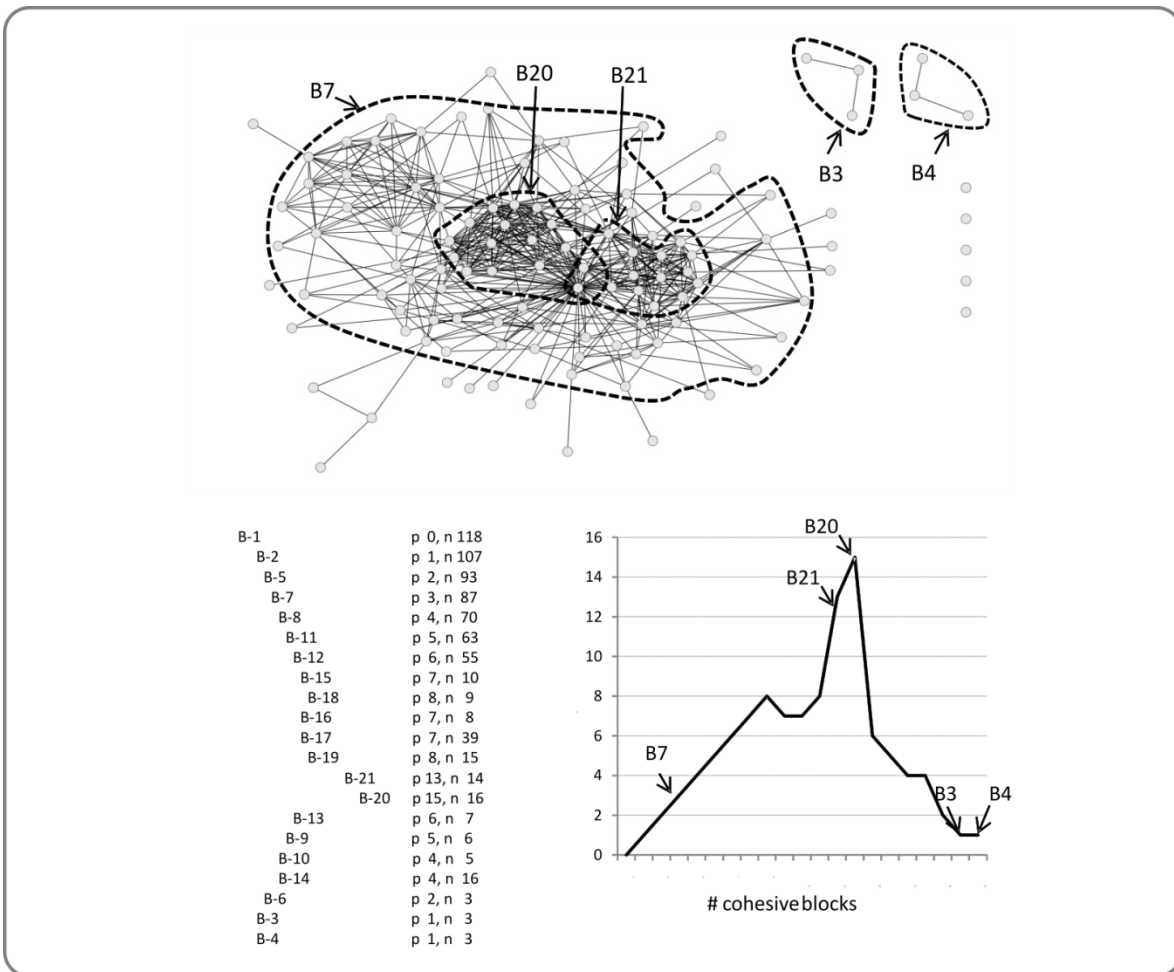 B7
B20
B21
B3
B4
B-1 p 0, n 118
B-2 p 1, n 107
B-5 p 2, n 93
B-7 p 3, n 87
B-8 p 4, n 70
B-11 p 5, n 63
B-12 p 6, n 55
B-15 p 7, n 10
B-18 p 8, n 9
B-16 p 7, n 8
B-17 p 7, n 39
B-19 p 8, n 15
B-21 p 13, n 14
B-20 p 15, n 16
B-13 p 6, n 7
B-9 p 5, n 6
B-10 p 4, n 5
B-14 p 4, n 16
B-6 p 2, n 3
B-3 p 1, n 3
B-4 p 1, n 3
16
14
12
10
8
6
4
2
0
B20
B21
B7
B3
B4
# cohesive blocks